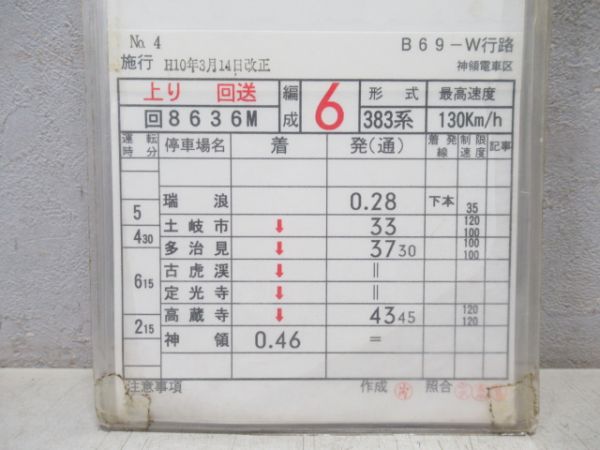 No. 4
B69-W行路
施行 H10年3月14日改正
神領電車区
上り 回送 編成 6 形式 最高速度
回8636M 383系 130Km/h
運転時分 停車場名 着 発(通) 着発線 制限速度 記事
瑞浪 0.28 下本 35
5
土岐市 ↓ 33 120 100
4 30
多治見 ↓ 37 30 100 100
古虎渓 ↓ ||
6 15
定光寺 ↓ ||
高蔵寺 ↓ 43 45 120 120
2 15
神領 0.46 =
注意事項 作成 照合